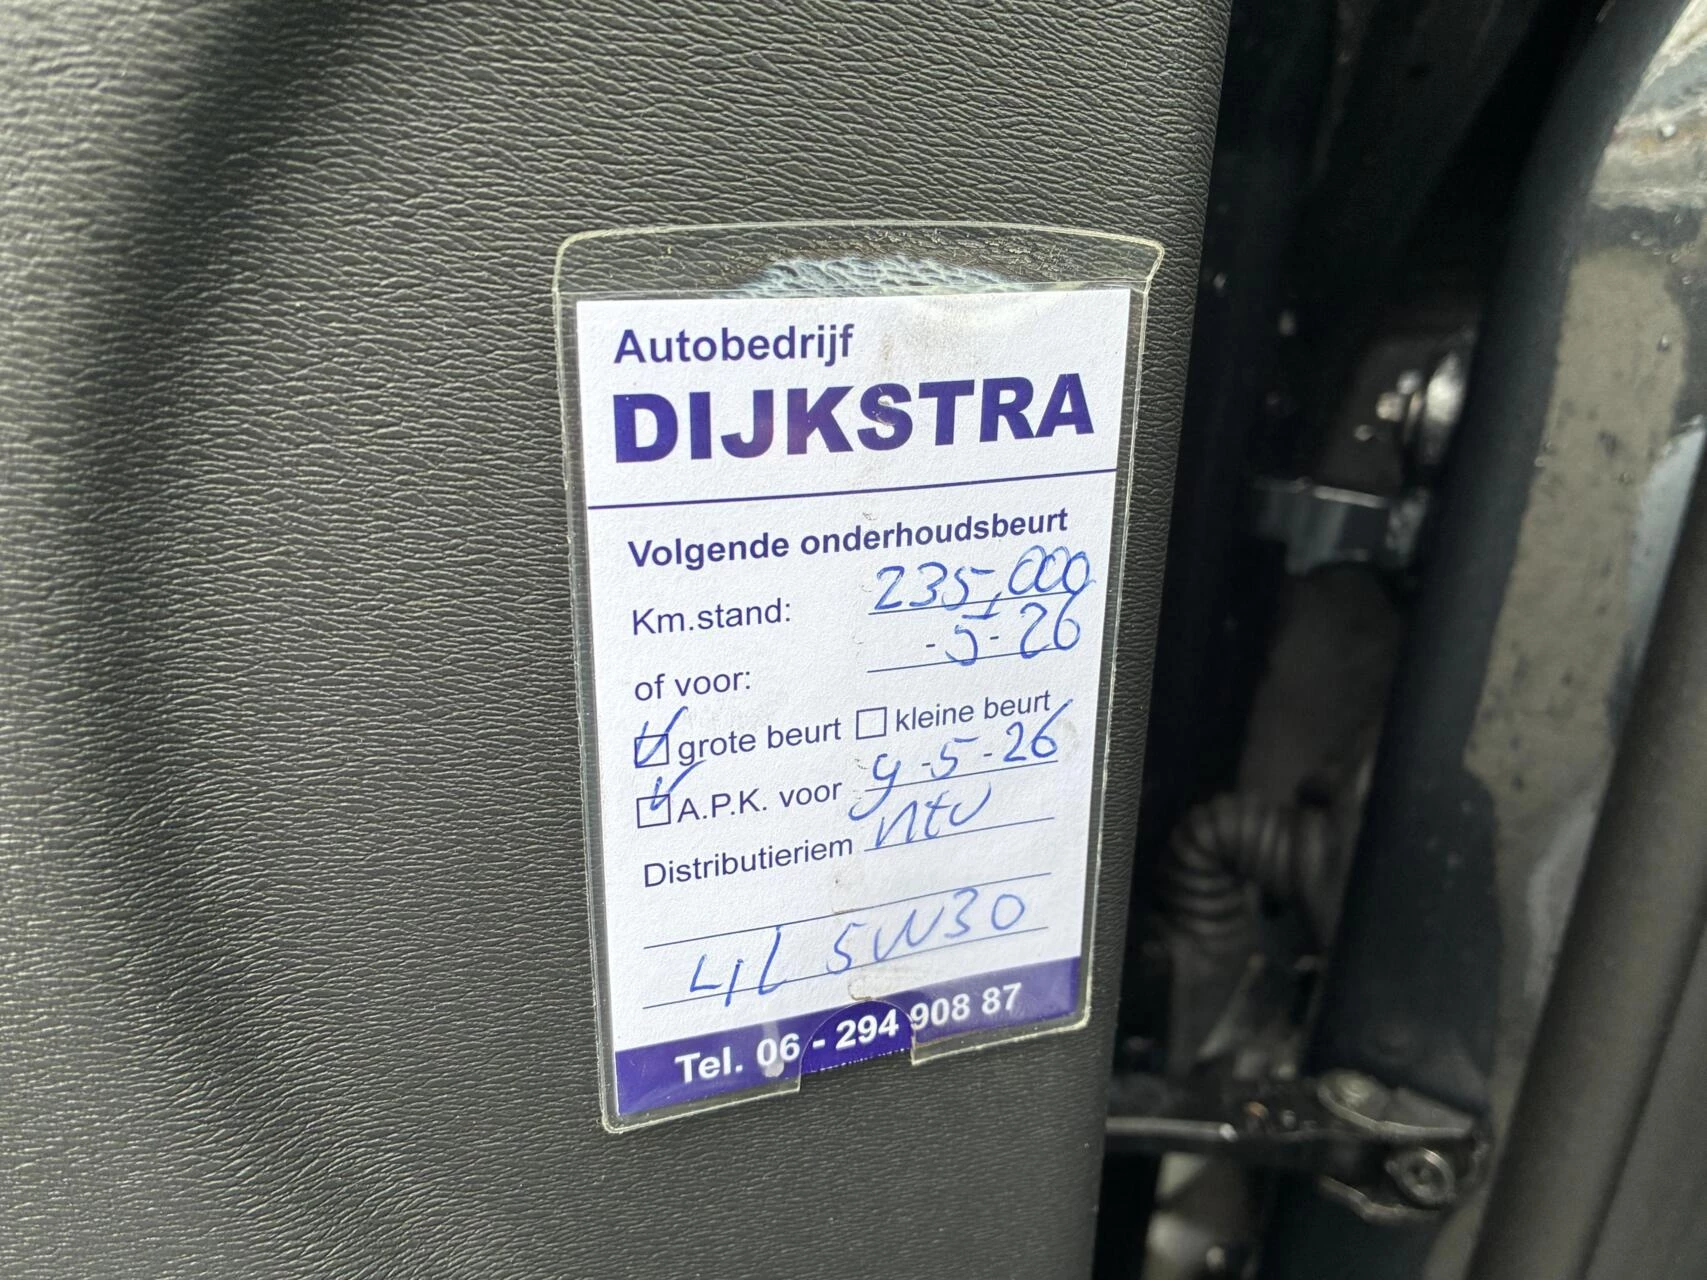 Autobedrijf
DIJKSTRA
Volgende onderhoudsbeurt
Km.stand: 235,000
of voor: -5-26
grote beurt kleine beurt
A.P.K. voor 9-5-26
Distributieriem ntv
4L 5W30
Tel. 06 - 294 908 87